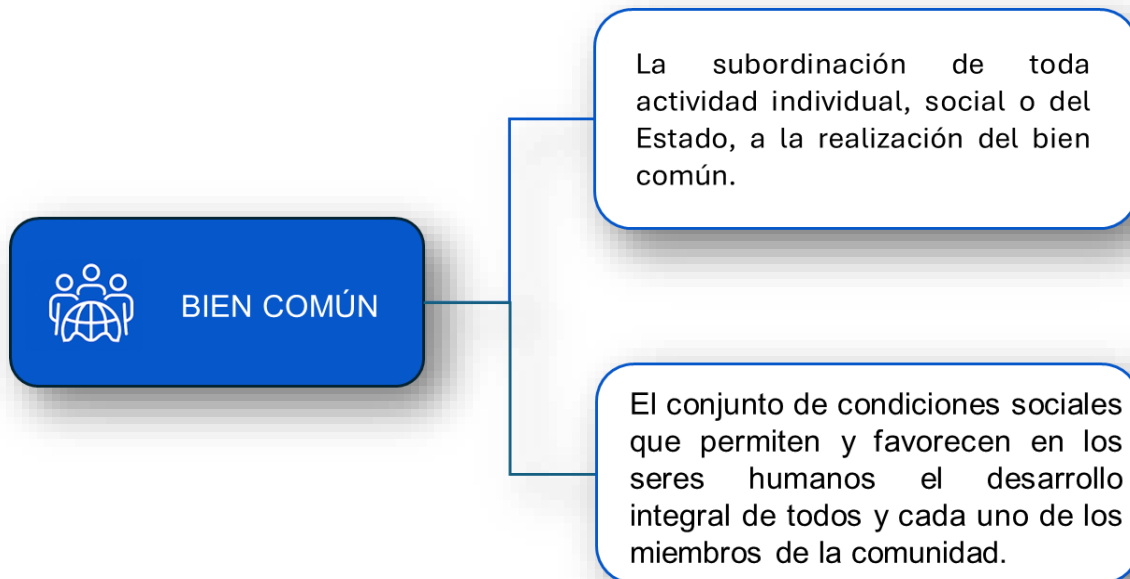 BIEN COMÚN
La subordinación de toda
actividad individual, social o del
Estado, a la realización del bien
común.
El conjunto de condiciones sociales
que permiten y favorecen en los
seres humanos el desarrollo
integral de todos y cada uno de los
miembros de la comunidad.